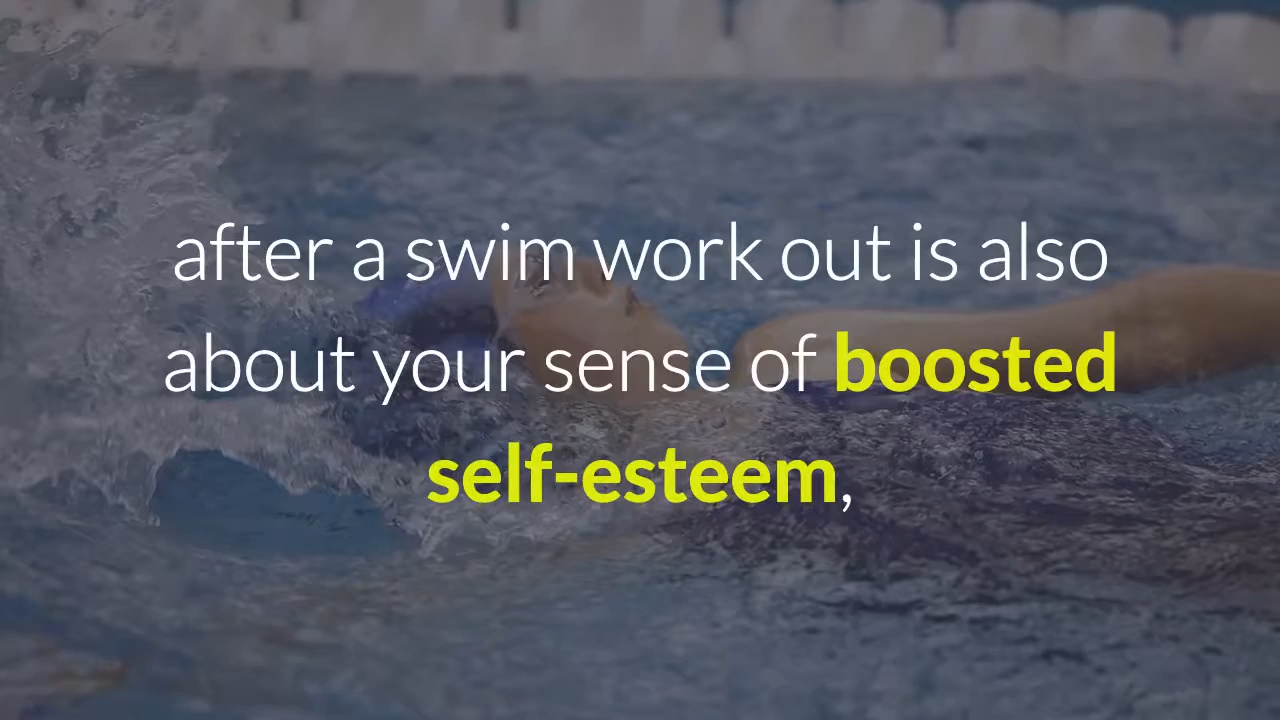 after a swim work out is also
about your sense of boosted
self-esteem,